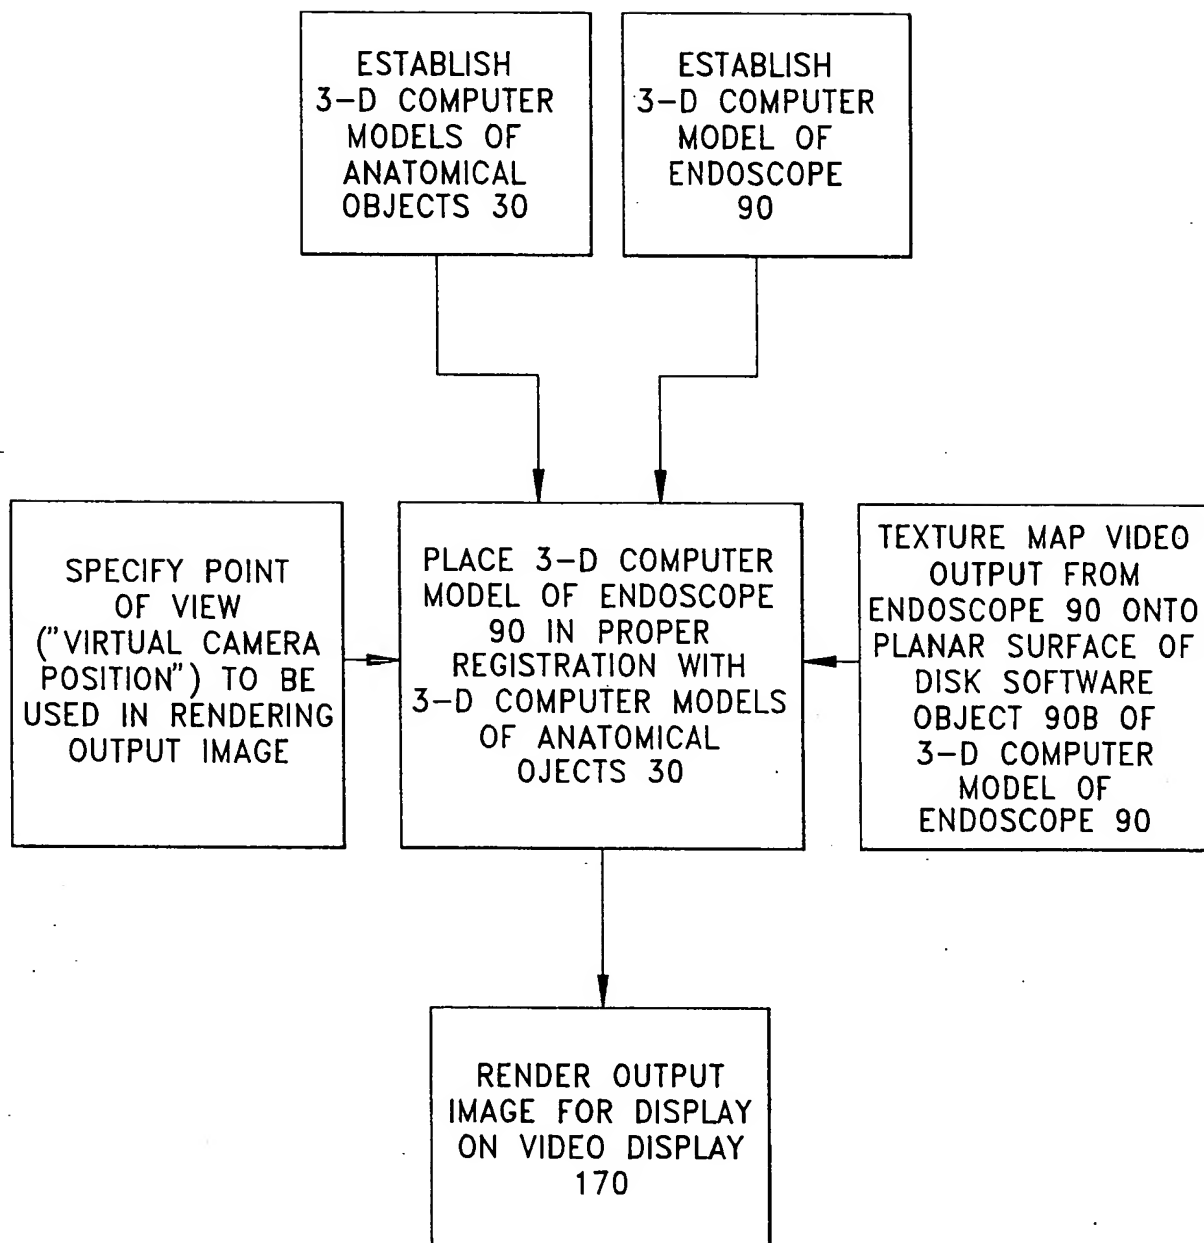 ESTABLISH
3-D COMPUTER
MODELS OF
ANATOMICAL
OBJECTS 30
ESTABLISH
3-D COMPUTER
MODEL OF
ENDOSCOPE
90
SPECIFY POINT
OF VIEW
("VIRTUAL CAMERA
POSITION") TO BE
USED IN RENDERING
OUTPUT IMAGE
PLACE 3-D COMPUTER
MODEL OF ENDOSCOPE
90 IN PROPER
REGISTRATION WITH
3-D COMPUTER MODELS
OF ANATOMICAL
OJECTS 30
TEXTURE MAP VIDEO
OUTPUT FROM
ENDOSCOPE 90 ONTO
PLANAR SURFACE OF
DISK SOFTWARE
OBJECT 90B OF
3-D COMPUTER
MODEL OF
ENDOSCOPE 90
RENDER OUTPUT
IMAGE FOR DISPLAY
ON VIDEO DISPLAY
170